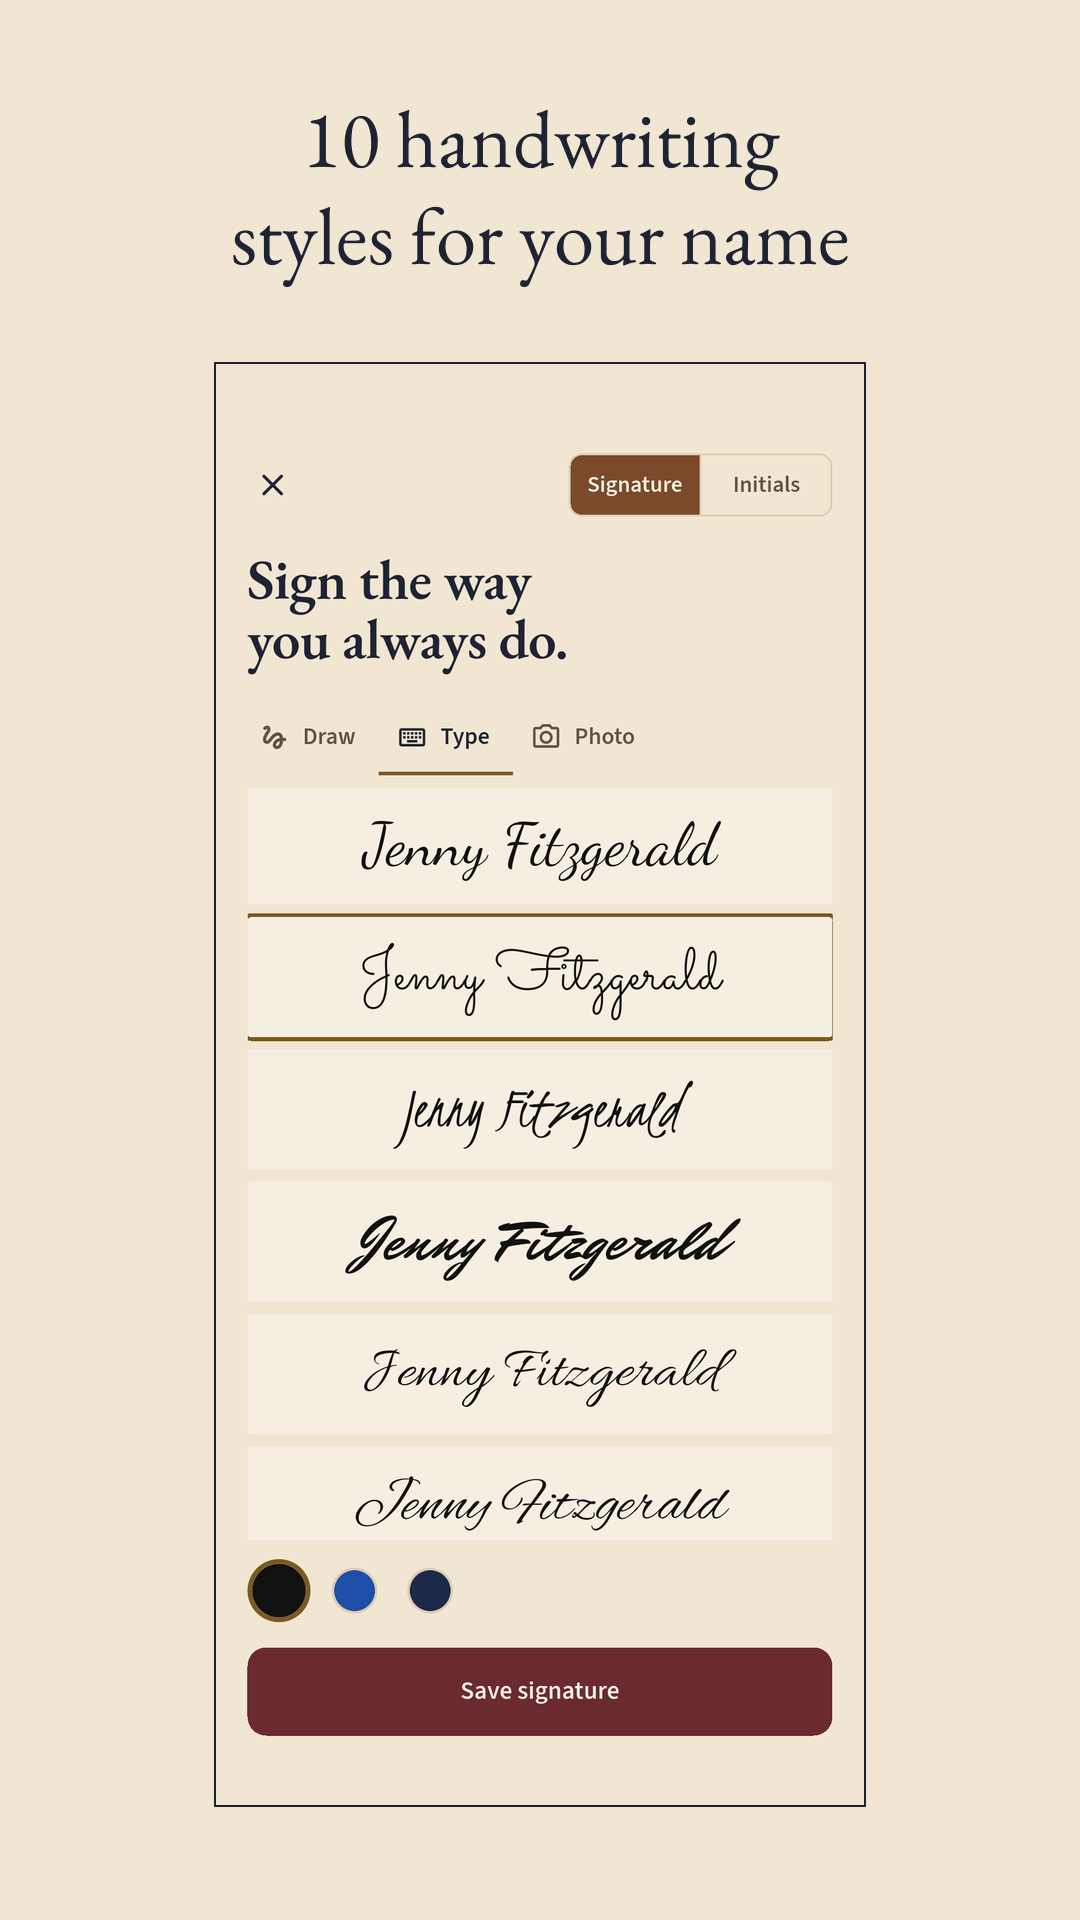 10 handwriting
styles for your name
Signature
Initials
Sign the way
you always do.
Draw
Type
Photo
Jenny Fitzgerald
Jenny Fitzgerald
Jenny Fitzgerald
Jenny Fitzgerald
Jenny Fitzgerald
Jenny Fitzgerald
Save signature